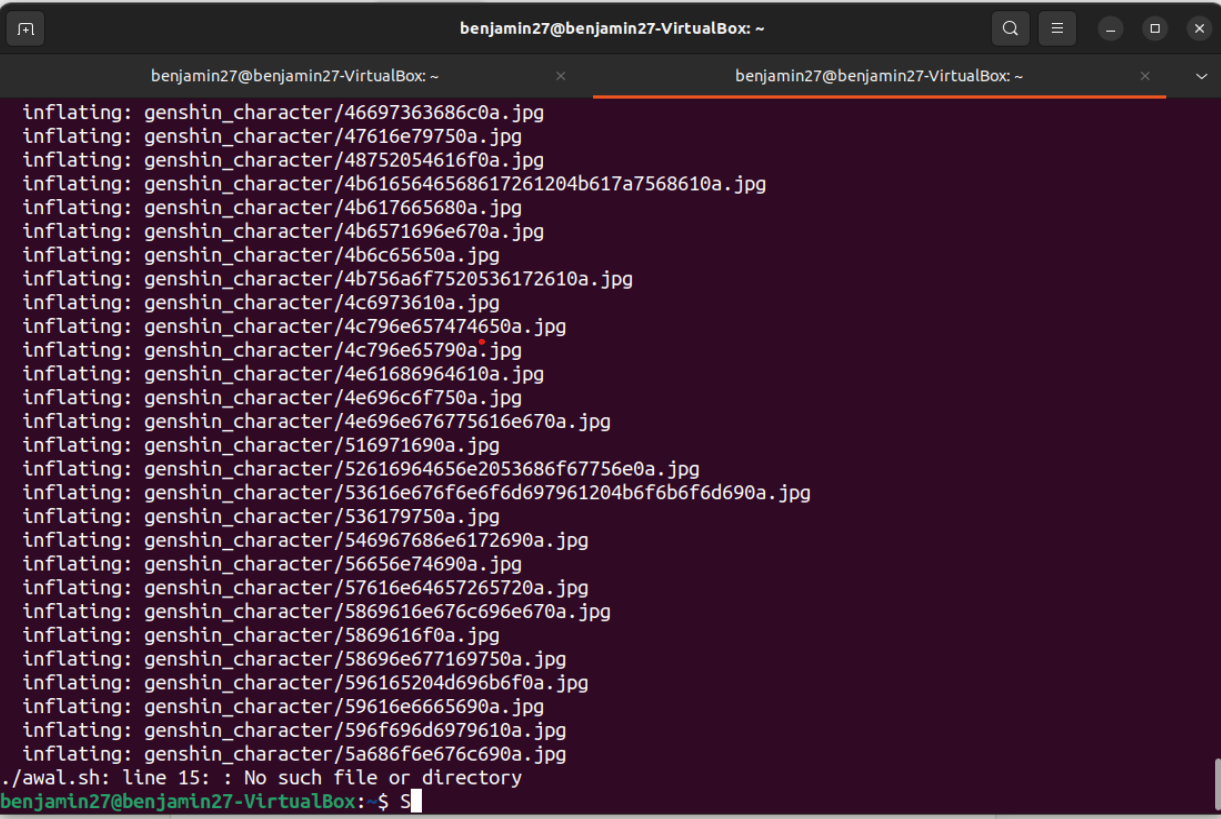 benjamin27@benjamin27-VirtualBox: ~
benjamin27@benjamin27-VirtualBox: ~
benjamin27@benjamin27-VirtualBox: ~
inflating: genshin_character/46697363686c0a.jpg
inflating: genshin_character/47616e79750a.jpg
inflating: genshin_character/48752054616f0a.jpg
inflating: genshin_character/4b6165646568617261204b617a7568610a.jpg
inflating: genshin_character/4b617665680a.jpg
inflating: genshin_character/4b6571696e670a.jpg
inflating: genshin_character/4b6c65650a.jpg
inflating: genshin_character/4b756a6f7520536172610a.jpg
inflating: genshin_character/4c6973610a.jpg
inflating: genshin_character/4c796e657474650a.jpg
inflating: genshin_character/4c796e65790a.jpg
inflating: genshin_character/4e61686964610a.jpg
inflating: genshin_character/4e696c6f750a.jpg
inflating: genshin_character/4e696e676775616e670a.jpg
inflating: genshin_character/516971690a.jpg
inflating: genshin_character/52616964656e2053686f67756e0a.jpg
inflating: genshin_character/53616e676f6e6f6d697961204b6f6b6f6d690a.jpg
inflating: genshin_character/536179750a.jpg
inflating: genshin_character/546967686e6172690a.jpg
inflating: genshin_character/56656e74690a.jpg
inflating: genshin_character/57616e64657265720a.jpg
inflating: genshin_character/5869616e676c696e670a.jpg
inflating: genshin_character/5869616f0a.jpg
inflating: genshin_character/58696e677169750a.jpg
inflating: genshin_character/596165204d696b6f0a.jpg
inflating: genshin_character/59616e6665690a.jpg
inflating: genshin_character/596f696d6979610a.jpg
inflating: genshin_character/5a686f6e676c690a.jpg
./awal.sh: line 15: : No such file or directory
benjamin27@benjamin27-VirtualBox:~$ S